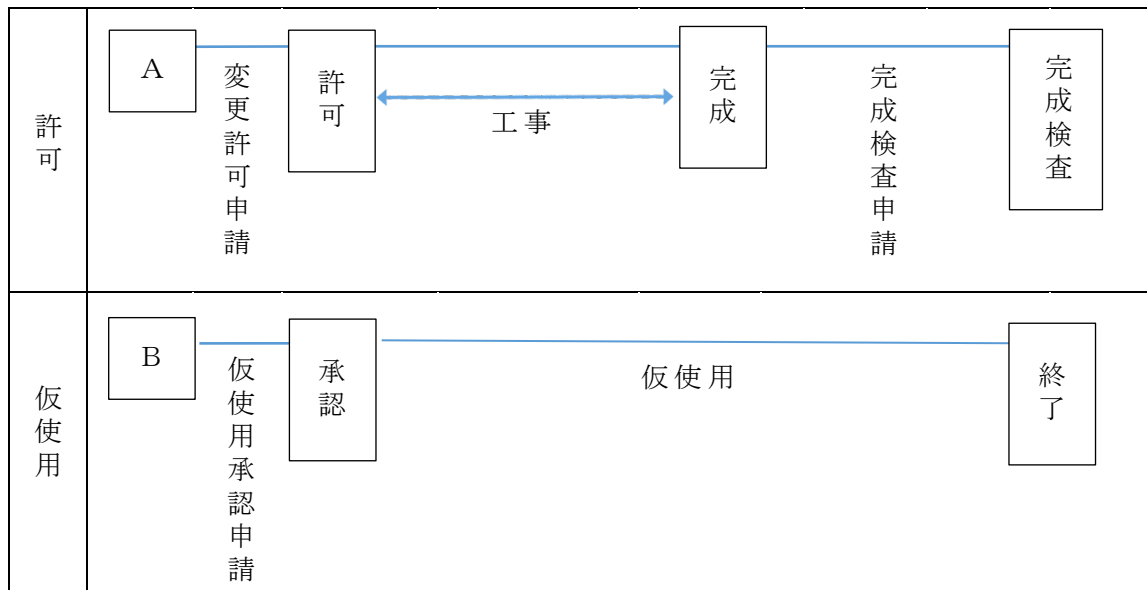 許可
A
変更許可申請
許可
工事
完成
完成検査申請
完成検査
仮使用
B
仮使用承認申請
承認
仮使用
終了